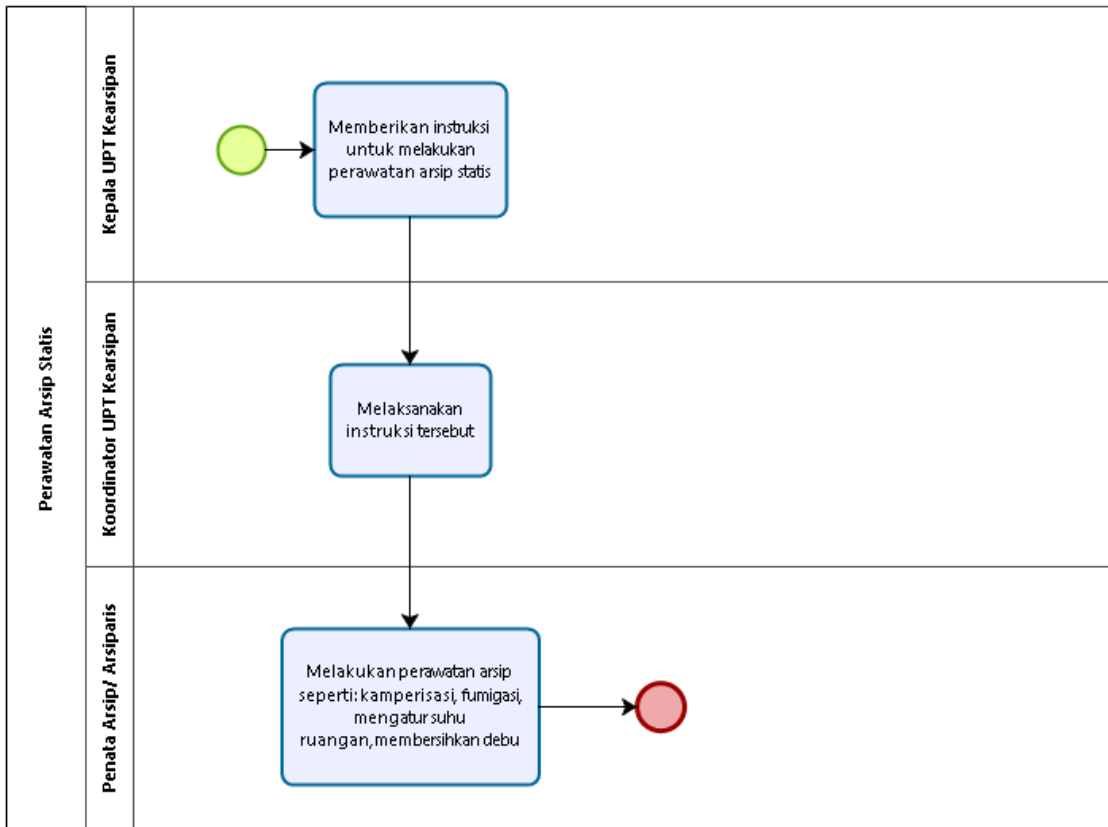 Perawatan Arsip Statis
Kepala UPT Kearsipan
Memberikan instruksi
untuk melakukan
perawatan arsip statis
Koordinator UPT Kearsipan
Melaksanakan
instruksi tersebut
Penata Arsip/ Arsiparis
Melakukan perawatan arsip
seperti: kamperisasi, fumigasi,
mengatur suhu
ruangan, membersihkan debu